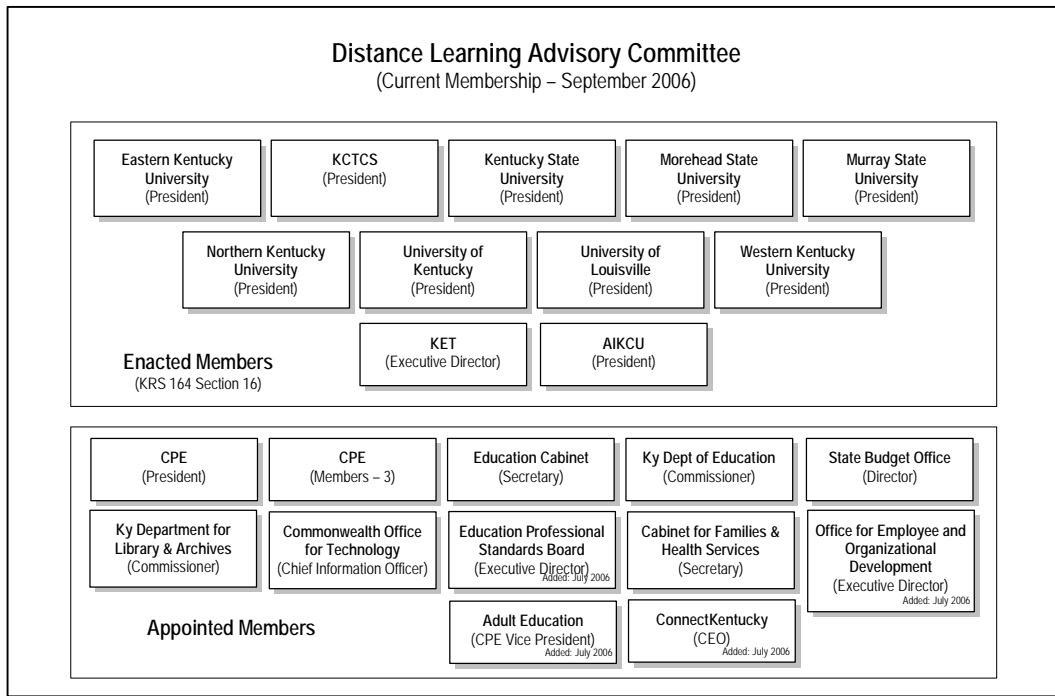 Distance Learning Advisory Committee
(Current Membership – September 2006)
Eastern Kentucky
University
(President)
KCTCS
(President)
Kentucky State
University
(President)
Morehead State
University
(President)
Murray State
University
(President)
Northern Kentucky
University
(President)
University of
Kentucky
(President)
University of
Louisville
(President)
Western Kentucky
University
(President)
KET
(Executive Director)
AIKCU
(President)
Enacted Members
(KRS 164 Section 16)
CPE
(President)
CPE
(Members – 3)
Education Cabinet
(Secretary)
Ky Dept of Education
(Commissioner)
State Budget Office
(Director)
Ky Department for
Library & Archives
(Commissioner)
Commonwealth Office
for Technology
(Chief Information Officer)
Education Professional
Standards Board
(Executive Director)
Added: July 2006
Cabinet for Families &
Health Services
(Secretary)
Office for Employee and
Organizational
Development
(Executive Director)
Added: July 2006
Adult Education
(CPE Vice President)
Added: July 2006
ConnectKentucky
(CEO)
Added: July 2006
Appointed Members